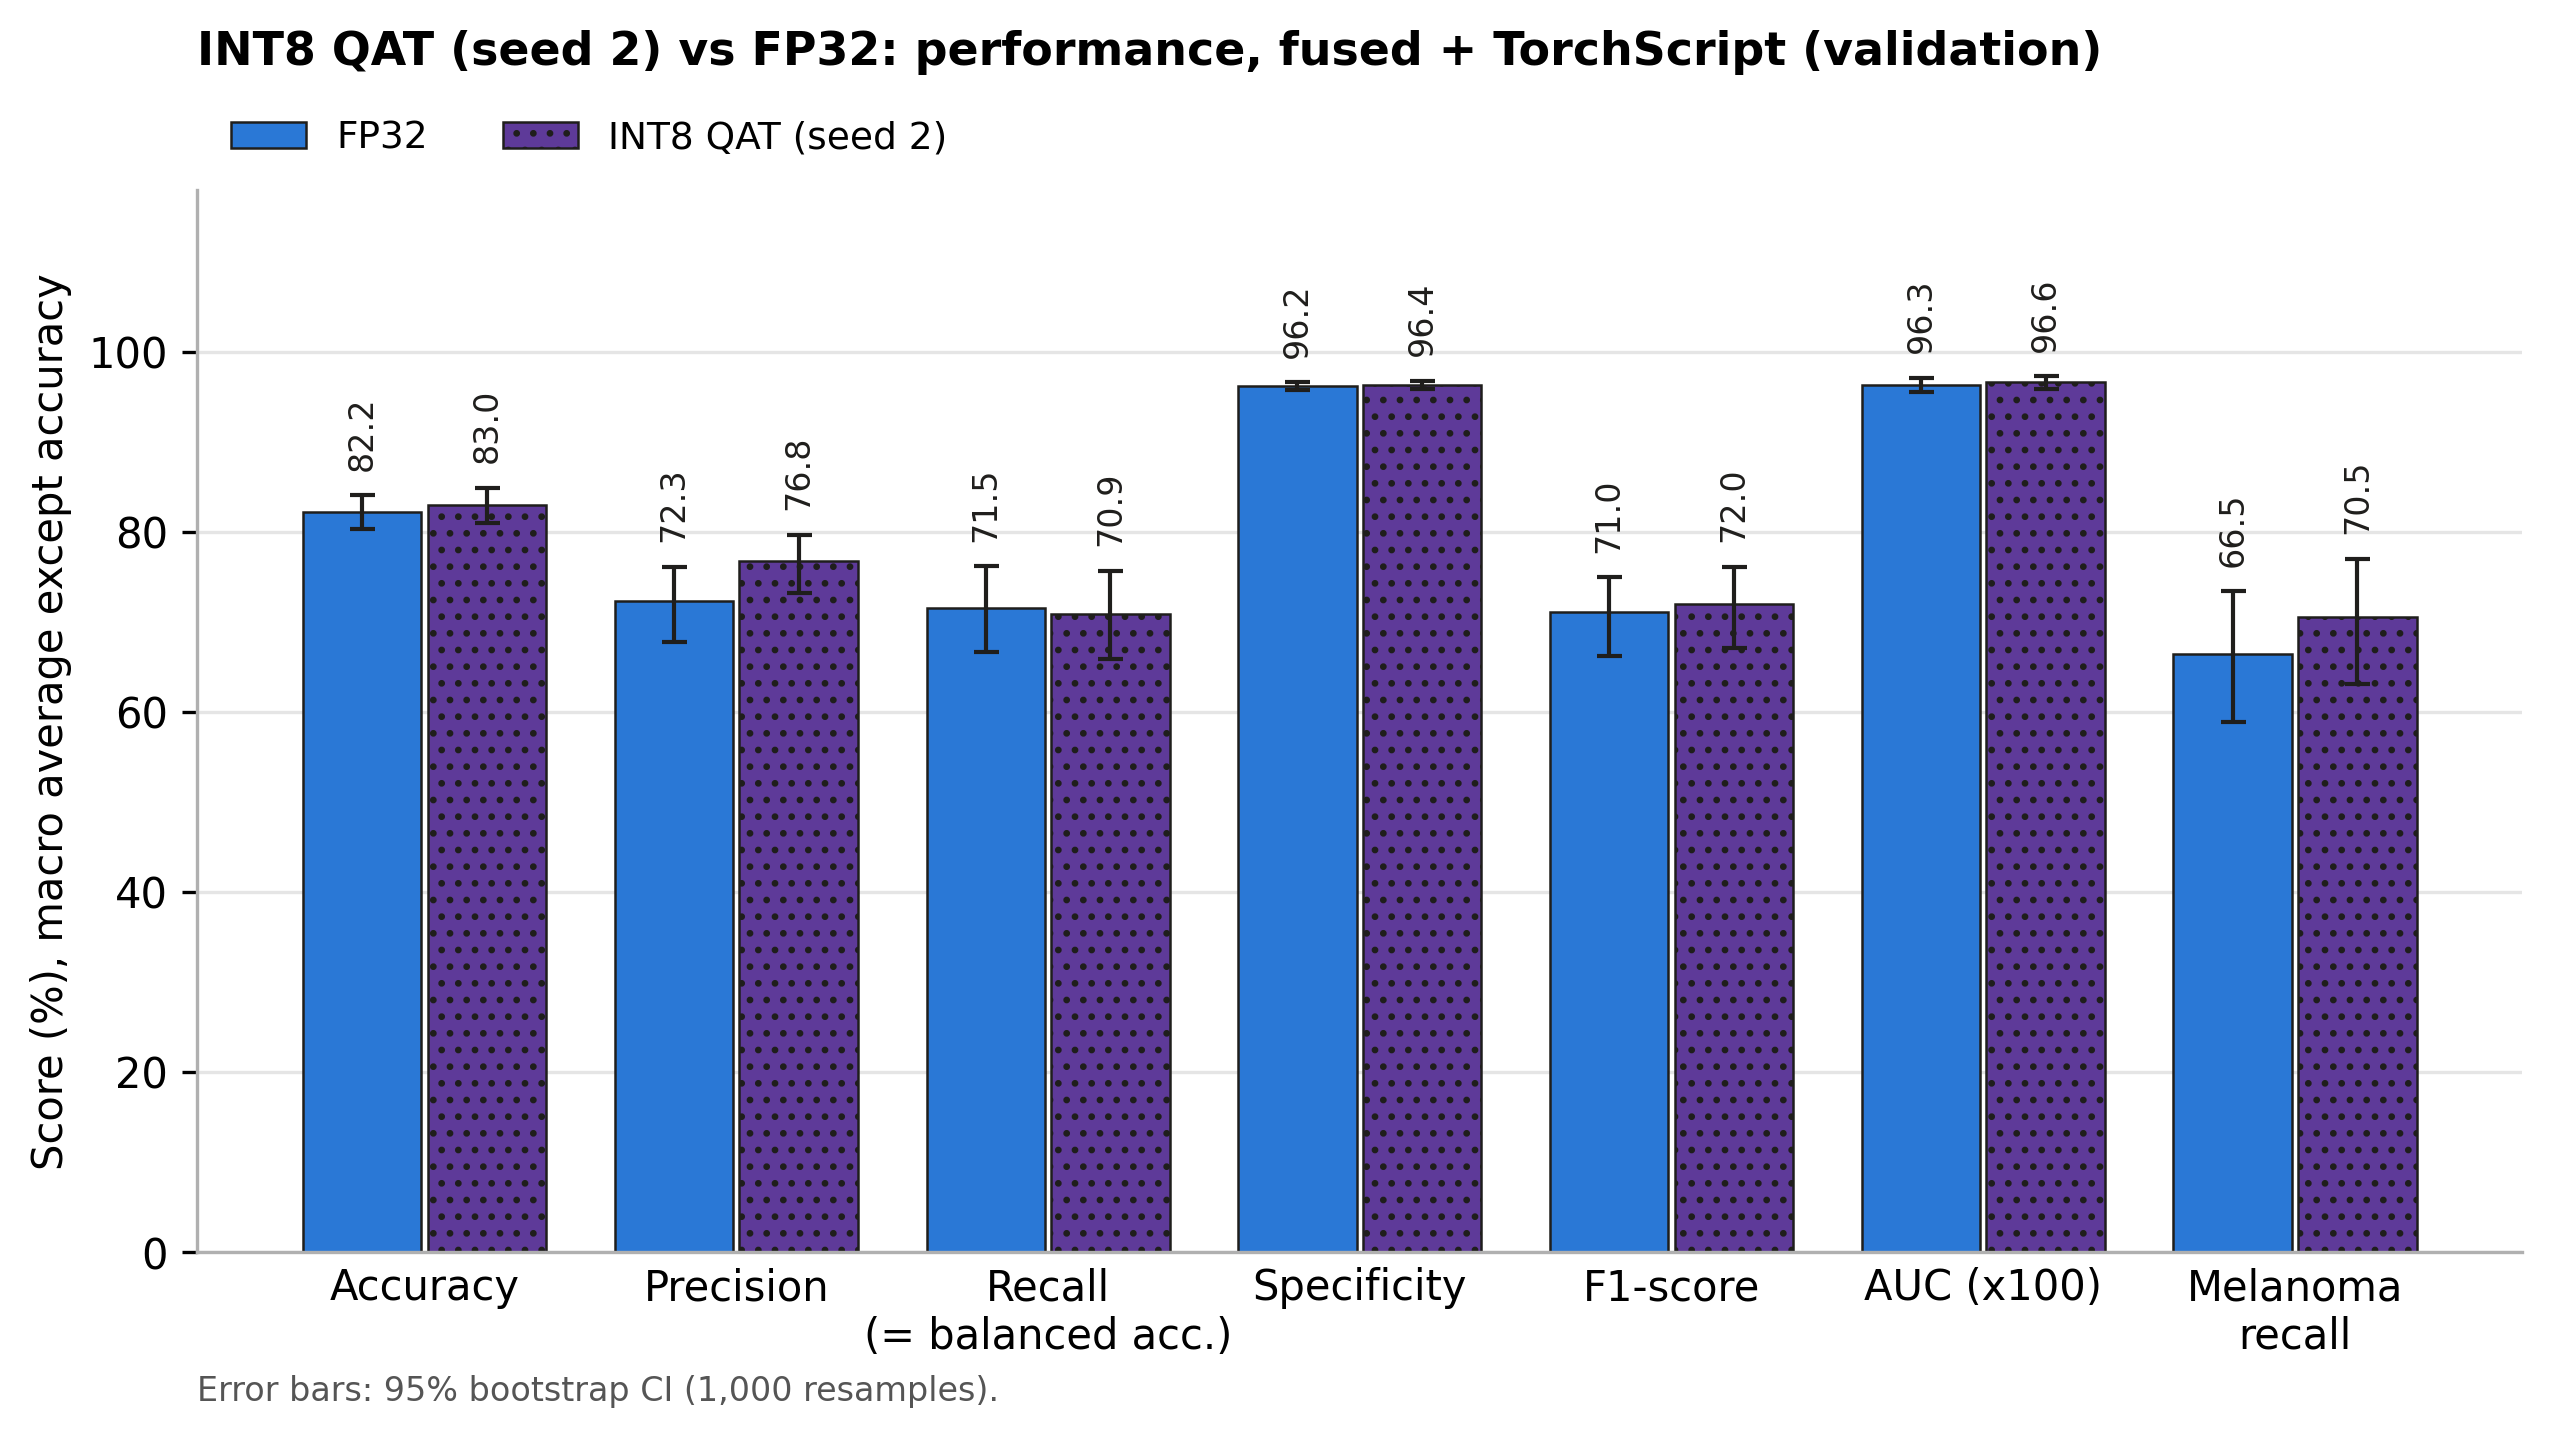 INT8 QAT (seed 2) vs FP32: performance, fused + TorchScript (validation)
FP32
INT8 QAT (seed 2)
Score (%), macro average except accuracy
100
80
60
40
20
0
82.2
83.0
72.3
76.8
71.5
70.9
96.2
96.4
71.0
72.0
96.3
96.6
66.5
70.5
Accuracy
Precision
Recall
(= balanced acc.)
Specificity
F1-score
AUC (x100)
Melanoma
recall
Error bars: 95% bootstrap CI (1,000 resamples).